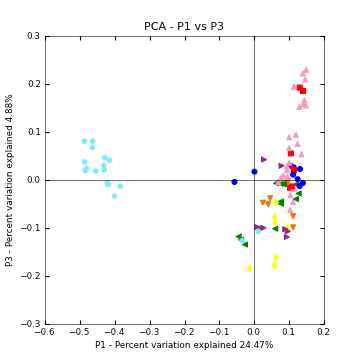 PCA - P1 vs P3
0.3
0.2
0.1
0.0
−0.1
−0.2
−0.3
P3 - Percent variation explained 4.88%
−0.6 −0.5 −0.4 −0.3 −0.2 −0.1 0.0 0.1 0.2
P1 - Percent variation explained 24.47%